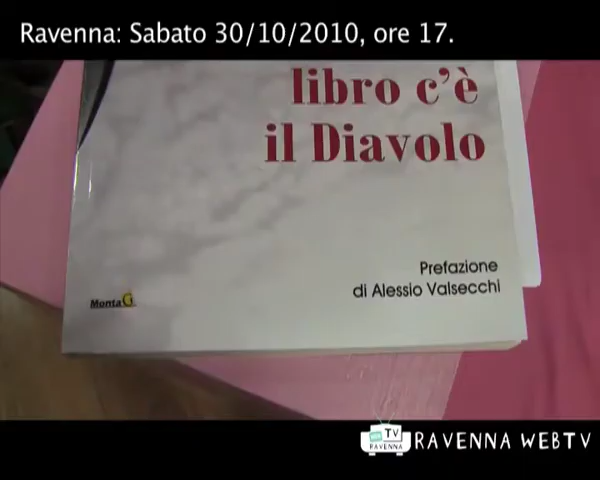 Ravenna: Sabato 30/10/2010, ore 17.
libro c'è
il Diavolo
Prefazione
di Alessio Valsecchi
MontaG
TV
RAVENNA
RAVENNA WEBTV